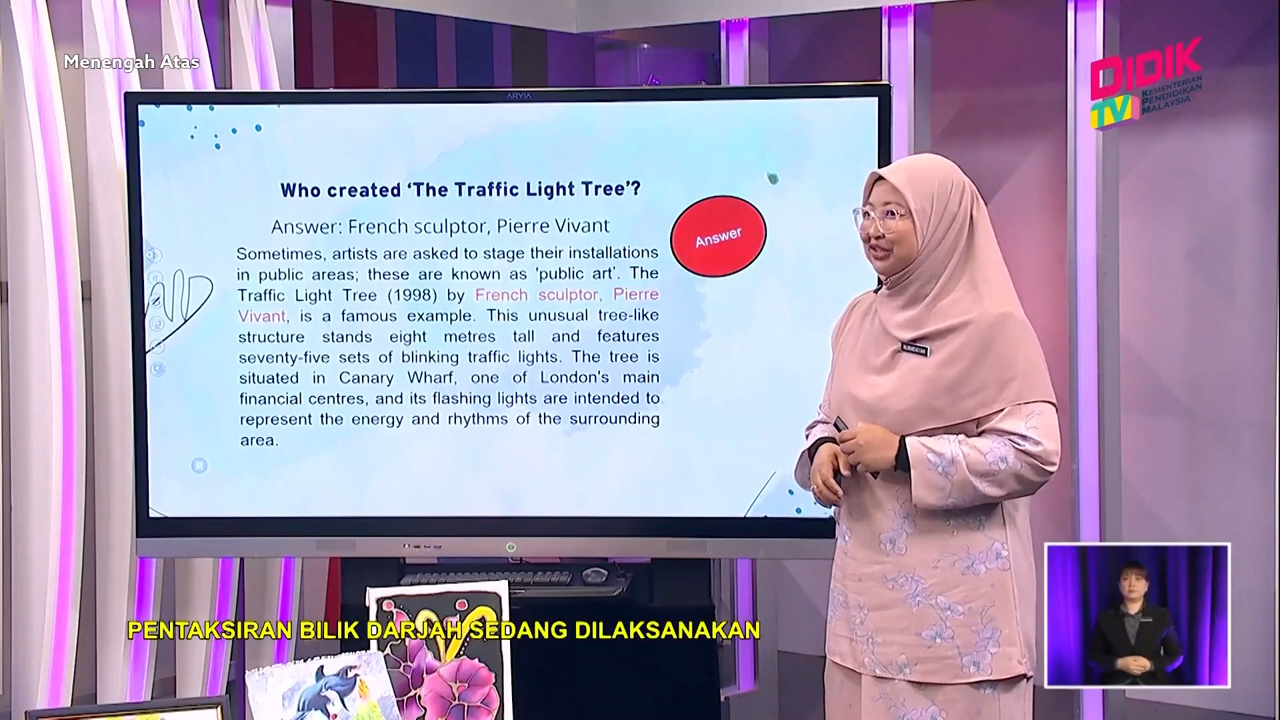 Menengah Atas
DIDIK
TV
KEMENTERIAN
PENDIDIKAN
MALAYSIA
ARVIA
Who created ‘The Traffic Light Tree’?
Answer: French sculptor, Pierre Vivant
Answer
Sometimes, artists are asked to stage their installations
in public areas; these are known as 'public art'. The
Traffic Light Tree (1998) by French sculptor, Pierre
Vivant, is a famous example. This unusual tree-like
structure stands eight metres tall and features
seventy-five sets of blinking traffic lights. The tree is
situated in Canary Wharf, one of London's main
financial centres, and its flashing lights are intended to
represent the energy and rhythms of the surrounding
area.
PENTAKSIRAN BILIK DARJAH SEDANG DILAKSANAKAN